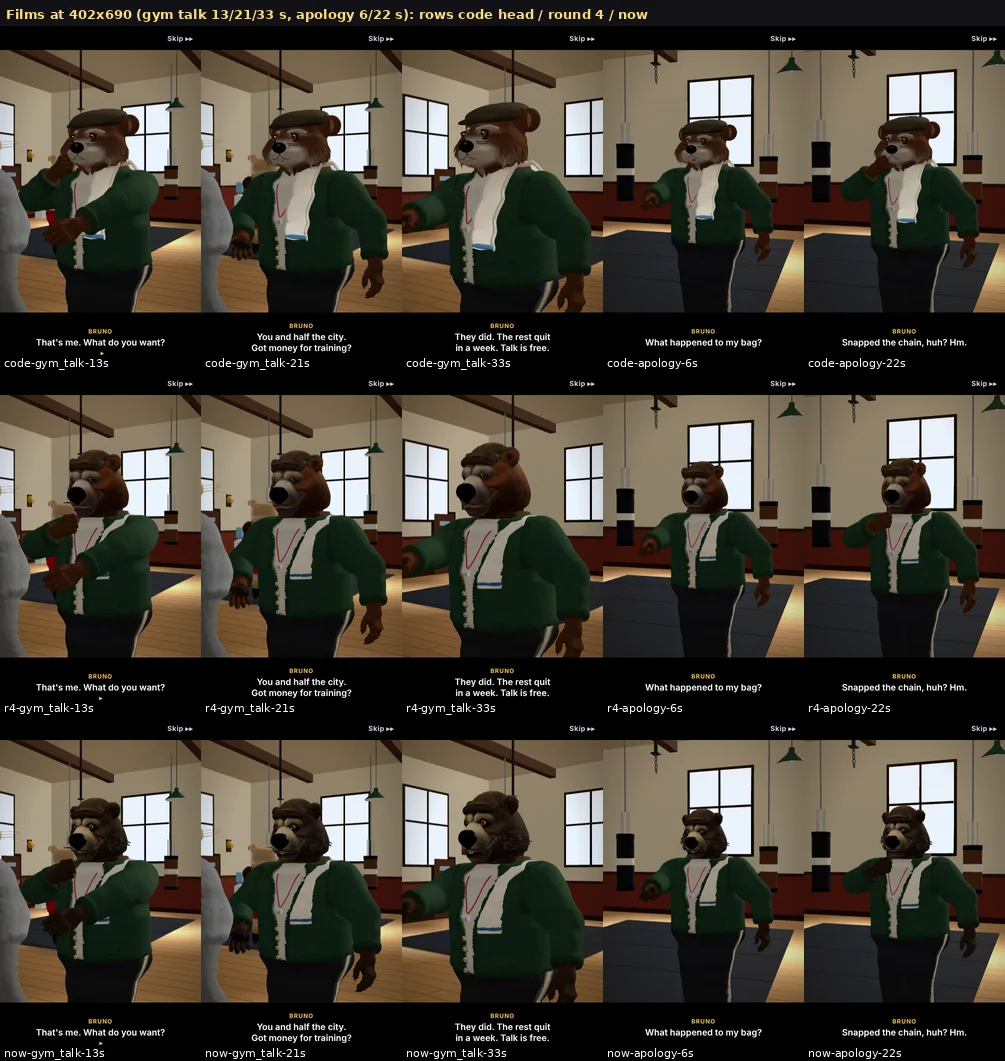 Films at 402x690 (gym talk 13/21/33 s, apology 6/22 s): rows code head / round 4 / now
Skip ▸▸
Skip ▸▸
Skip ▸▸
Skip ▸▸
Skip ▸▸
BRUNO
That's me. What do you want?
code-gym_talk-13s
BRUNO
You and half the city.
Got money for training?
code-gym_talk-21s
BRUNO
They did. The rest quit
in a week. Talk is free.
code-gym_talk-33s
BRUNO
What happened to my bag?
code-apology-6s
BRUNO
Snapped the chain, huh? Hm.
code-apology-22s
Skip ▸▸
Skip ▸▸
Skip ▸▸
Skip ▸▸
Skip ▸▸
BRUNO
That's me. What do you want?
r4-gym_talk-13s
BRUNO
You and half the city.
Got money for training?
r4-gym_talk-21s
BRUNO
They did. The rest quit
in a week. Talk is free.
r4-gym_talk-33s
BRUNO
What happened to my bag?
r4-apology-6s
BRUNO
Snapped the chain, huh? Hm.
r4-apology-22s
Skip ▸▸
Skip ▸▸
Skip ▸▸
Skip ▸▸
Skip ▸▸
BRUNO
That's me. What do you want?
now-gym_talk-13s
BRUNO
You and half the city.
Got money for training?
now-gym_talk-21s
BRUNO
They did. The rest quit
in a week. Talk is free.
now-gym_talk-33s
BRUNO
What happened to my bag?
now-apology-6s
BRUNO
Snapped the chain, huh? Hm.
now-apology-22s